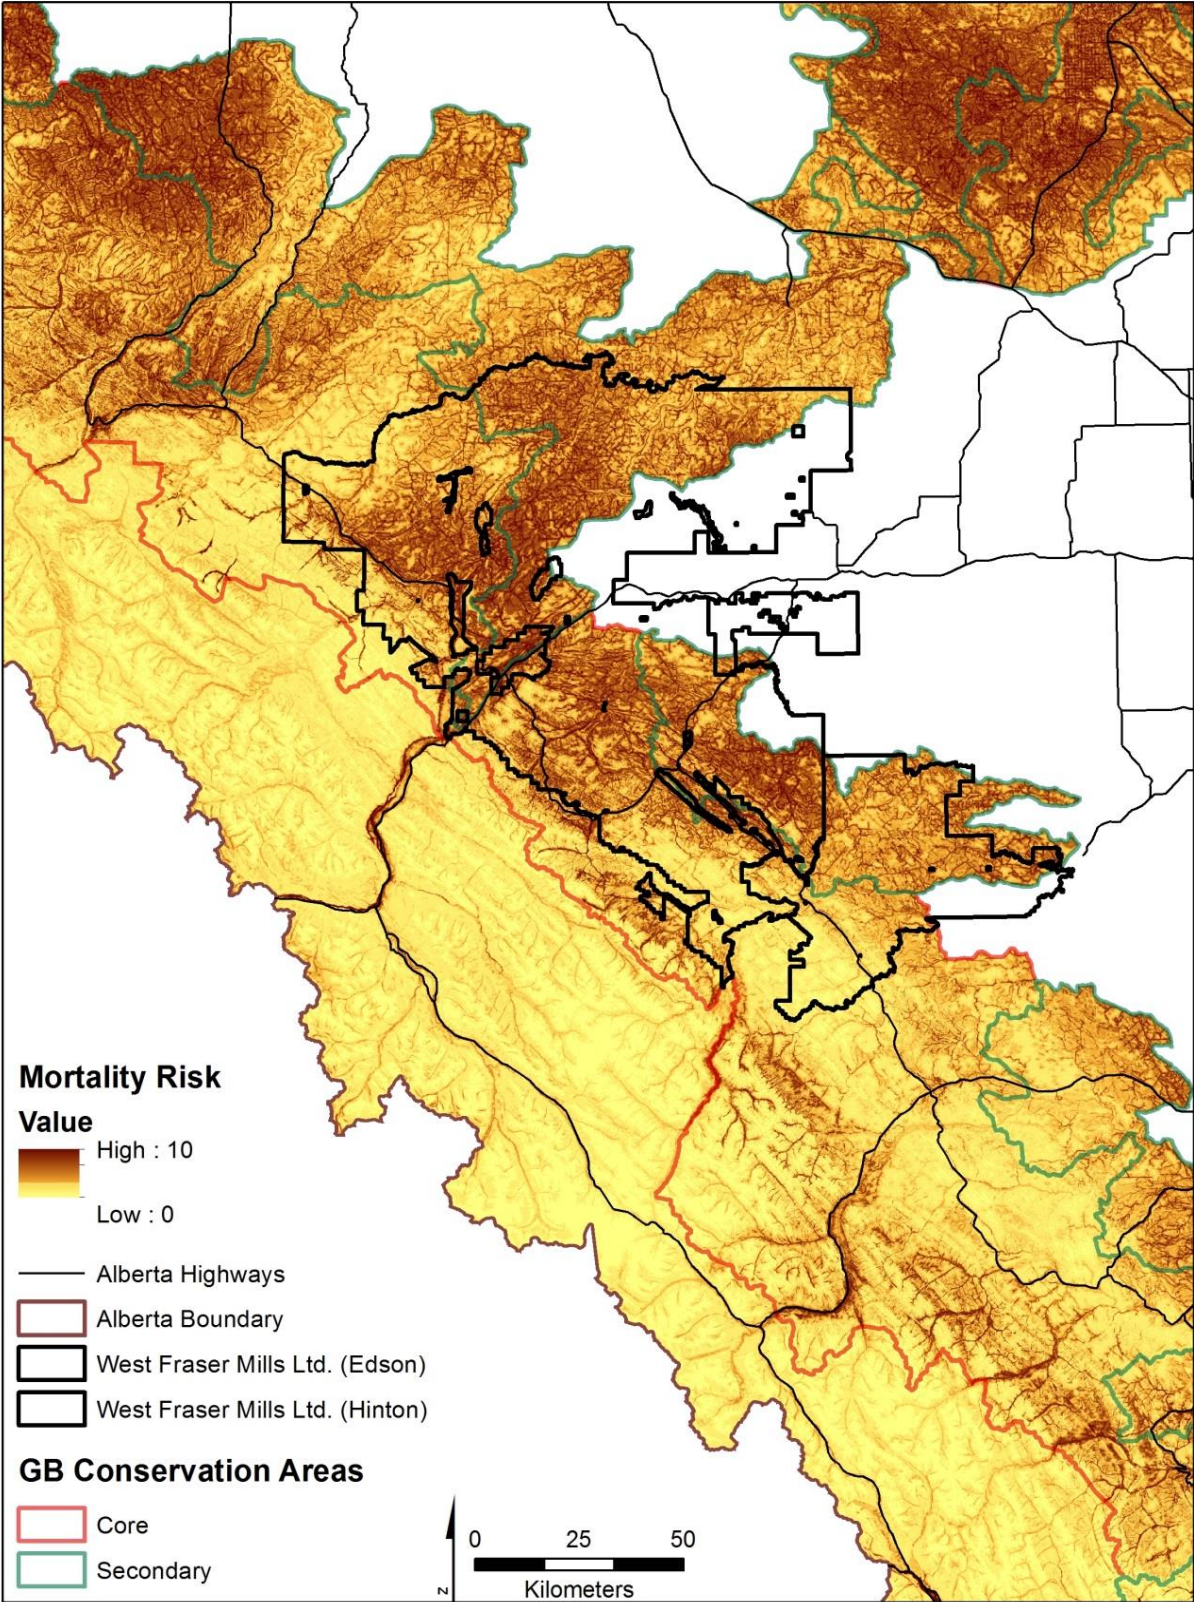 Mortality Risk
Value
High : 10
Low : 0
Alberta Highways
Alberta Boundary
West Fraser Mills Ltd. (Edson)
West Fraser Mills Ltd. (Hinton)
GB Conservation Areas
Core
Secondary
z
0 25 50
Kilometers